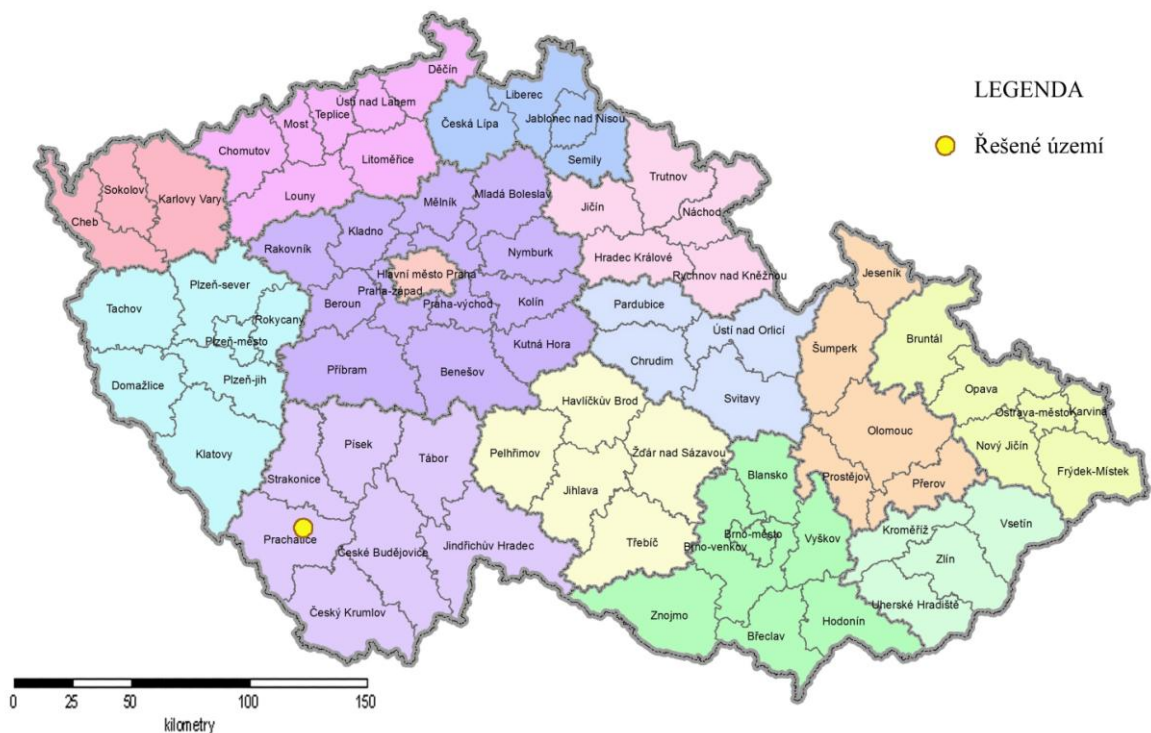 Děčín
Liberec
Ústí nad Labem
Teplice
Most
Česká Lípa
Jablonec nad Nisou
Chomutov
Litoměřice
Semily
LEGENDA
Řešené území
Sokolov
Karlovy Vary
Cheb
Louny
Mělník
Mladá Boleslav
Trutnov
Jičín
Náchod
Kladno
Rakovník
Nymburk
Hradec Králové
Rychnov nad Kněžnou
Hlavní město Praha
Praha-západ
Praha-východ
Beroun
Kolín
Kutná Hora
Plzeň-sever
Tachov
Rokycany
Plzeň-město
Plzeň-jih
Domažlice
Klatovy
Příbram
Benešov
Pardubice
Ústí nad Orlicí
Chrudim
Svitavy
Jeseník
Šumperk
Bruntál
Opava
Ostrava-město
Karvina
Nový Jičín
Frýdek-Místek
Olomouc
Prostějov
Přerov
Havlíčkův Brod
Pelhřimov
Žďár nad Sázavou
Jihlava
Třebíč
Písek
Tábor
Strakonice
Prachatice
České Budějovice
Jindřichův Hradec
Český Krumlov
Blansko
Brno-město
Brno-venkov
Vyškov
Znojmo
Břeclav
Hodonín
Kroměříž
Vsetín
Zlín
Uherské Hradiště
0 25 50 100 150
kilometry